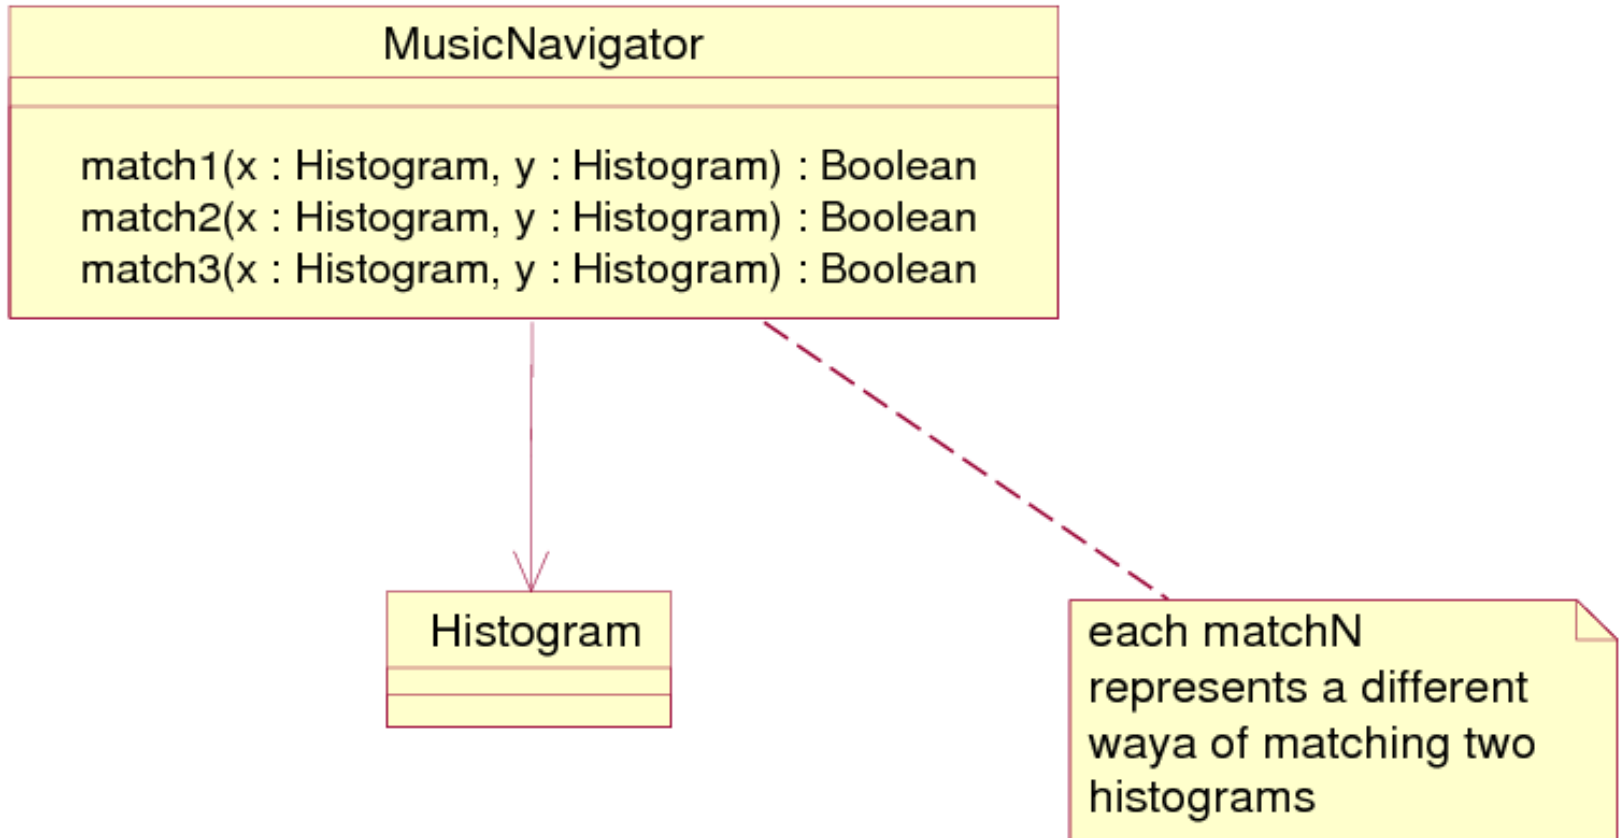 MusicNavigator
match1(x : Histogram, y : Histogram) : Boolean
match2(x : Histogram, y : Histogram) : Boolean
match3(x : Histogram, y : Histogram) : Boolean
Histogram
each matchN
represents a different
waya of matching two
histograms